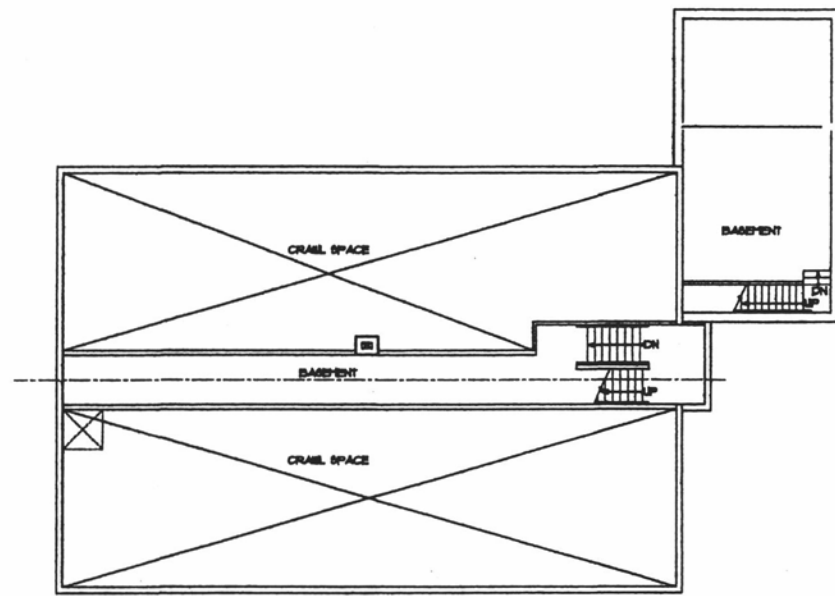 BASEMENT
DN
UP
CRAWL SPACE
DN
BASEMENT
UP
CRAWL SPACE